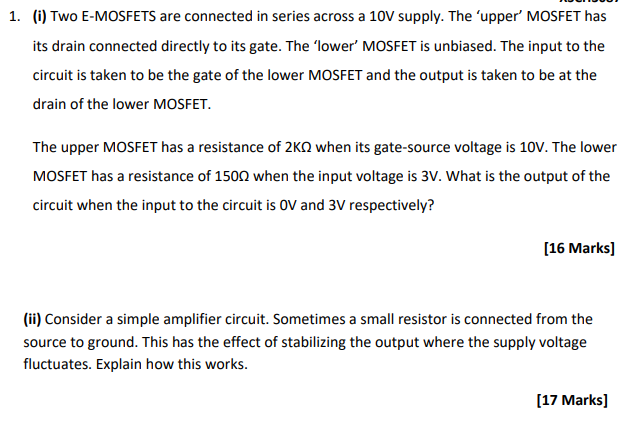 1. (i) Two E-MOSFETS are connected in series across a 10V supply. The ‘upper’ MOSFET has
its drain connected directly to its gate. The ‘lower’ MOSFET is unbiased. The input to the
circuit is taken to be the gate of the lower MOSFET and the output is taken to be at the
drain of the lower MOSFET.
The upper MOSFET has a resistance of 2KΩ when its gate-source voltage is 10V. The lower
MOSFET has a resistance of 150Ω when the input voltage is 3V. What is the output of the
circuit when the input to the circuit is 0V and 3V respectively?
[16 Marks]
(ii) Consider a simple amplifier circuit. Sometimes a small resistor is connected from the
source to ground. This has the effect of stabilizing the output where the supply voltage
fluctuates. Explain how this works.
[17 Marks]